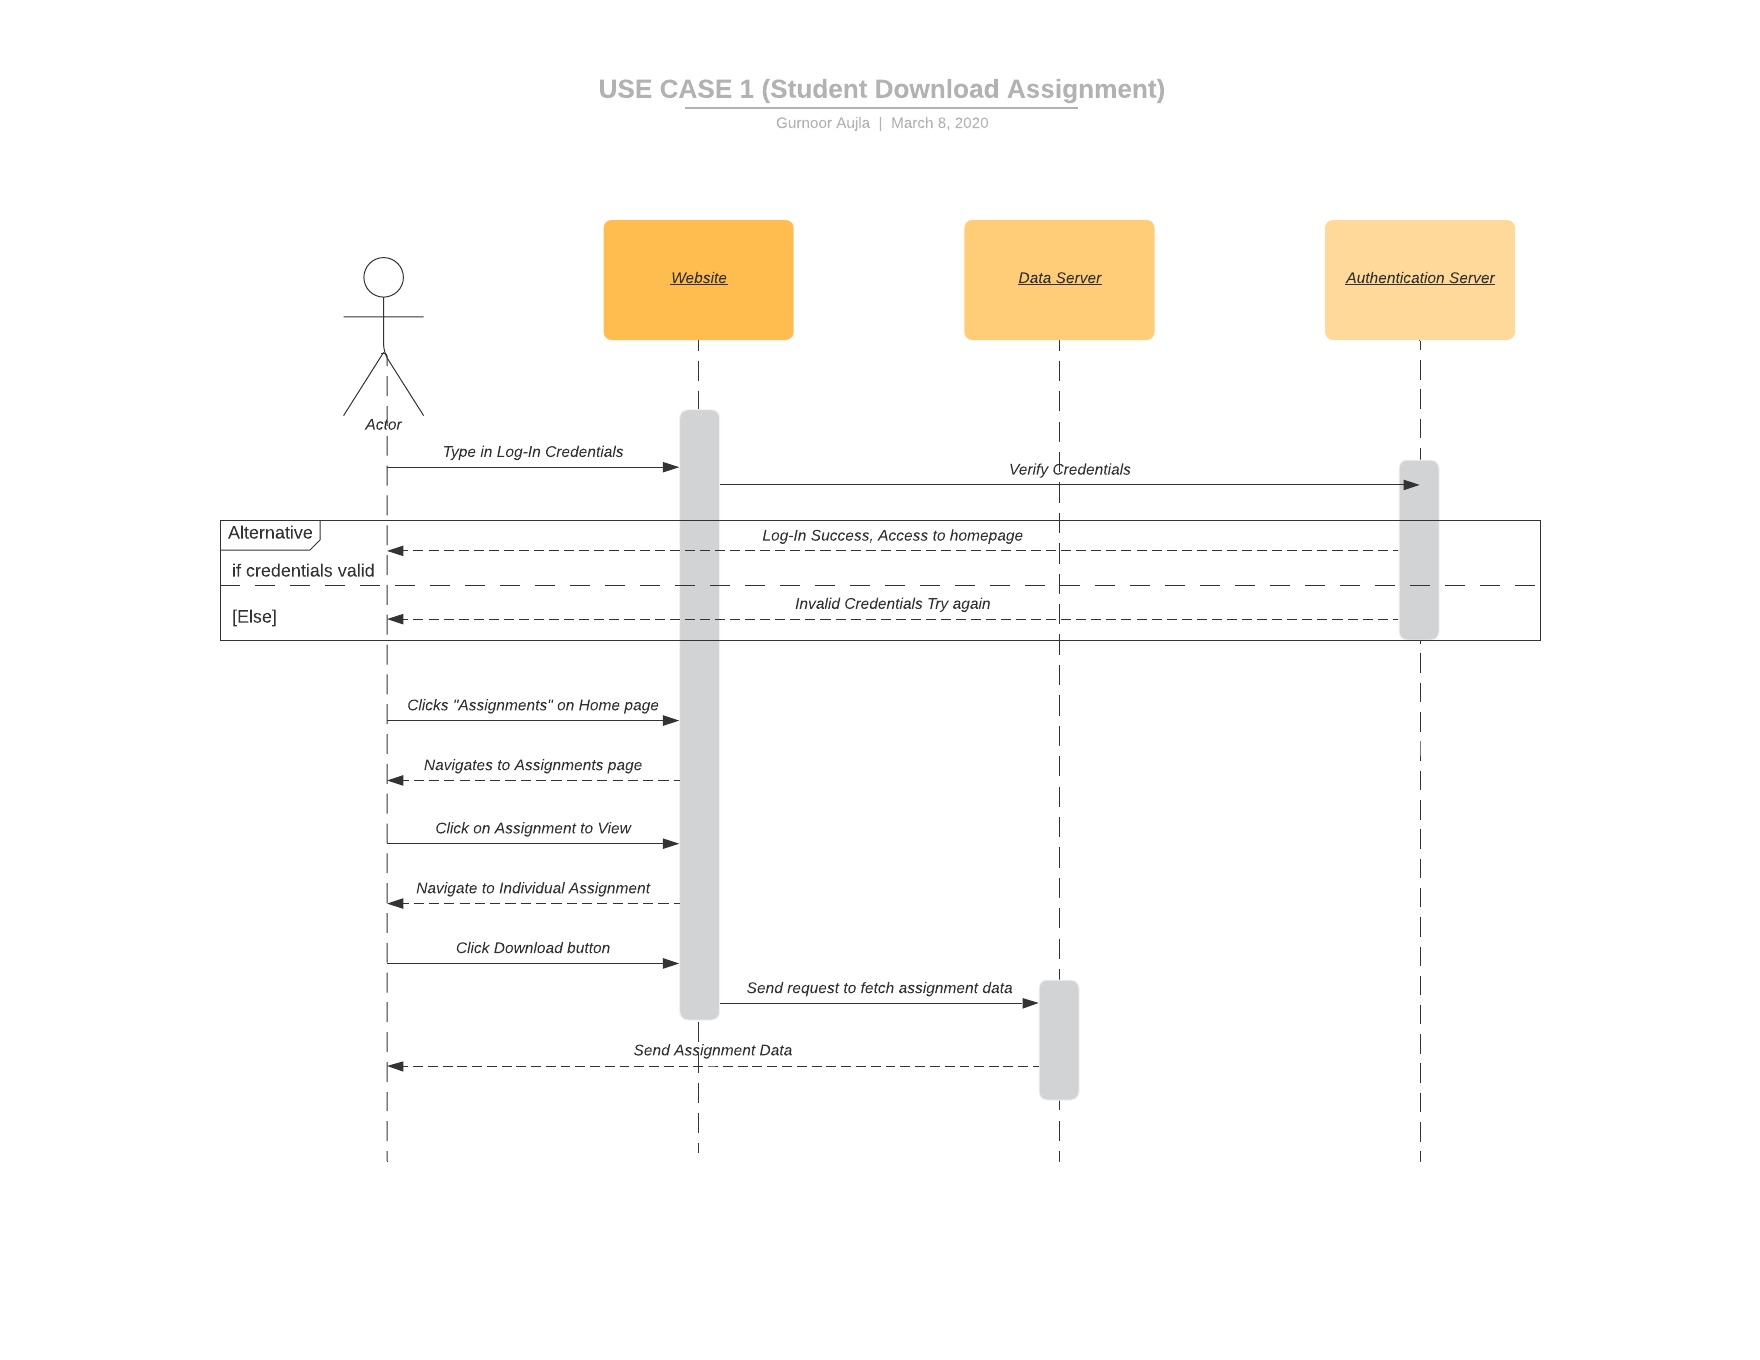 USE CASE 1 (Student Download Assignment)
Gurnoor Aujla | March 8, 2020
Website
Data Server
Authentication Server
Actor
Type in Log-In Credentials
Verify Credentials
Alternative
Log-In Success, Access to homepage
if credentials valid
Invalid Credentials Try again
[Else]
Clicks "Assignments" on Home page
Navigates to Assignments page
Click on Assignment to View
Navigate to Individual Assignment
Click Download button
Send request to fetch assignment data
Send Assignment Data